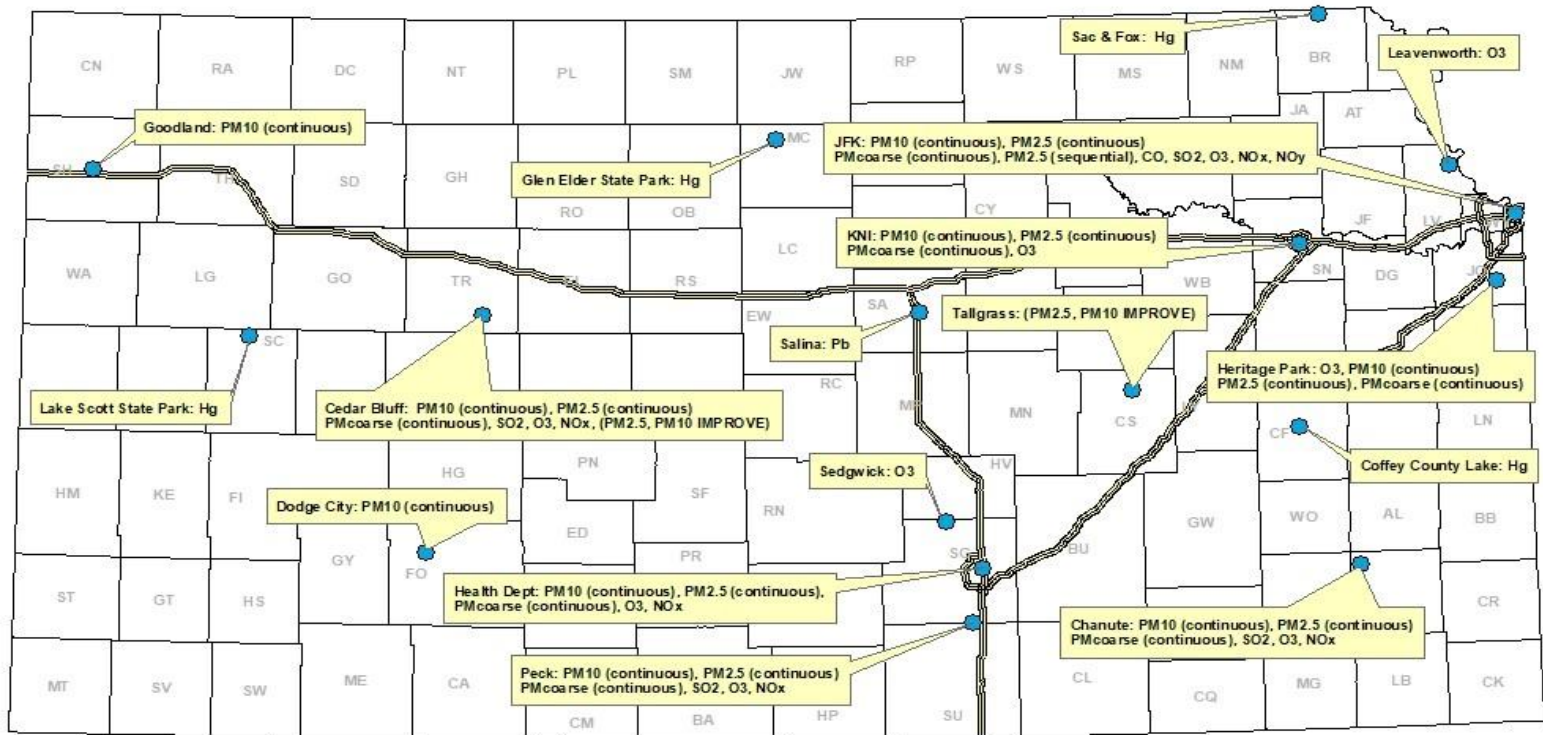 Sac & Fox: Hg
Leavenworth: O3
CN
RA
DC
NT
PL
SM
JW
RP
WS
MS
NM
BR
JA
AT
Goodland: PM10 (continuous)
MC
JFK: PM10 (continuous), PM2.5 (continuous)
PMcoarse (continuous), PM2.5 (sequential), CO, SO2, O3, NOx, NOy
SH
TH
SD
GH
Glen Elder State Park: Hg
RO
OB
CY
JF
LV
KNI: PM10 (continuous), PM2.5 (continuous)
PMcoarse (continuous), O3
WA
LG
GO
TR
RS
LC
SN
DG
JO
WB
EW
SA
Tallgrass: (PM2.5, PM10 IMPROVE)
Salina: Pb
SC
Lake Scott State Park: Hg
Cedar Bluff: PM10 (continuous), PM2.5 (continuous)
PMcoarse (continuous), SO2, O3, NOx, (PM2.5, PM10 IMPROVE)
RC
MN
CS
Heritage Park: O3, PM10 (continuous)
PM2.5 (continuous), PMcoarse (continuous)
CF
LN
Coffey County Lake: Hg
HM
KE
FI
HG
PN
SF
RN
Sedgwick: O3
HV
Dodge City: PM10 (continuous)
GY
FO
ED
PR
SG
BU
GW
WO
AL
BB
ST
GT
HS
Health Dept: PM10 (continuous), PM2.5 (continuous),
PMcoarse (continuous), O3, NOx
CR
Chanute: PM10 (continuous), PM2.5 (continuous)
PMcoarse (continuous), SO2, O3, NOx
Peck: PM10 (continuous), PM2.5 (continuous)
PMcoarse (continuous), SO2, O3, NOx
MT
SV
SW
ME
CA
CM
BA
HP
SU
CL
CQ
MG
LB
CK